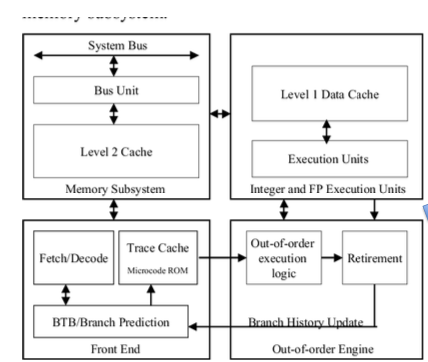 System Bus
Bus Unit
Level 2 Cache
Memory Subsystem
Level 1 Data Cache
Execution Units
Integer and FP Execution Units
Fetch/Decode
Trace Cache
Microcode ROM
BTB/Branch Prediction
Front End
Out-of-order
execution
logic
Retirement
Branch History Update
Out-of-order Engine